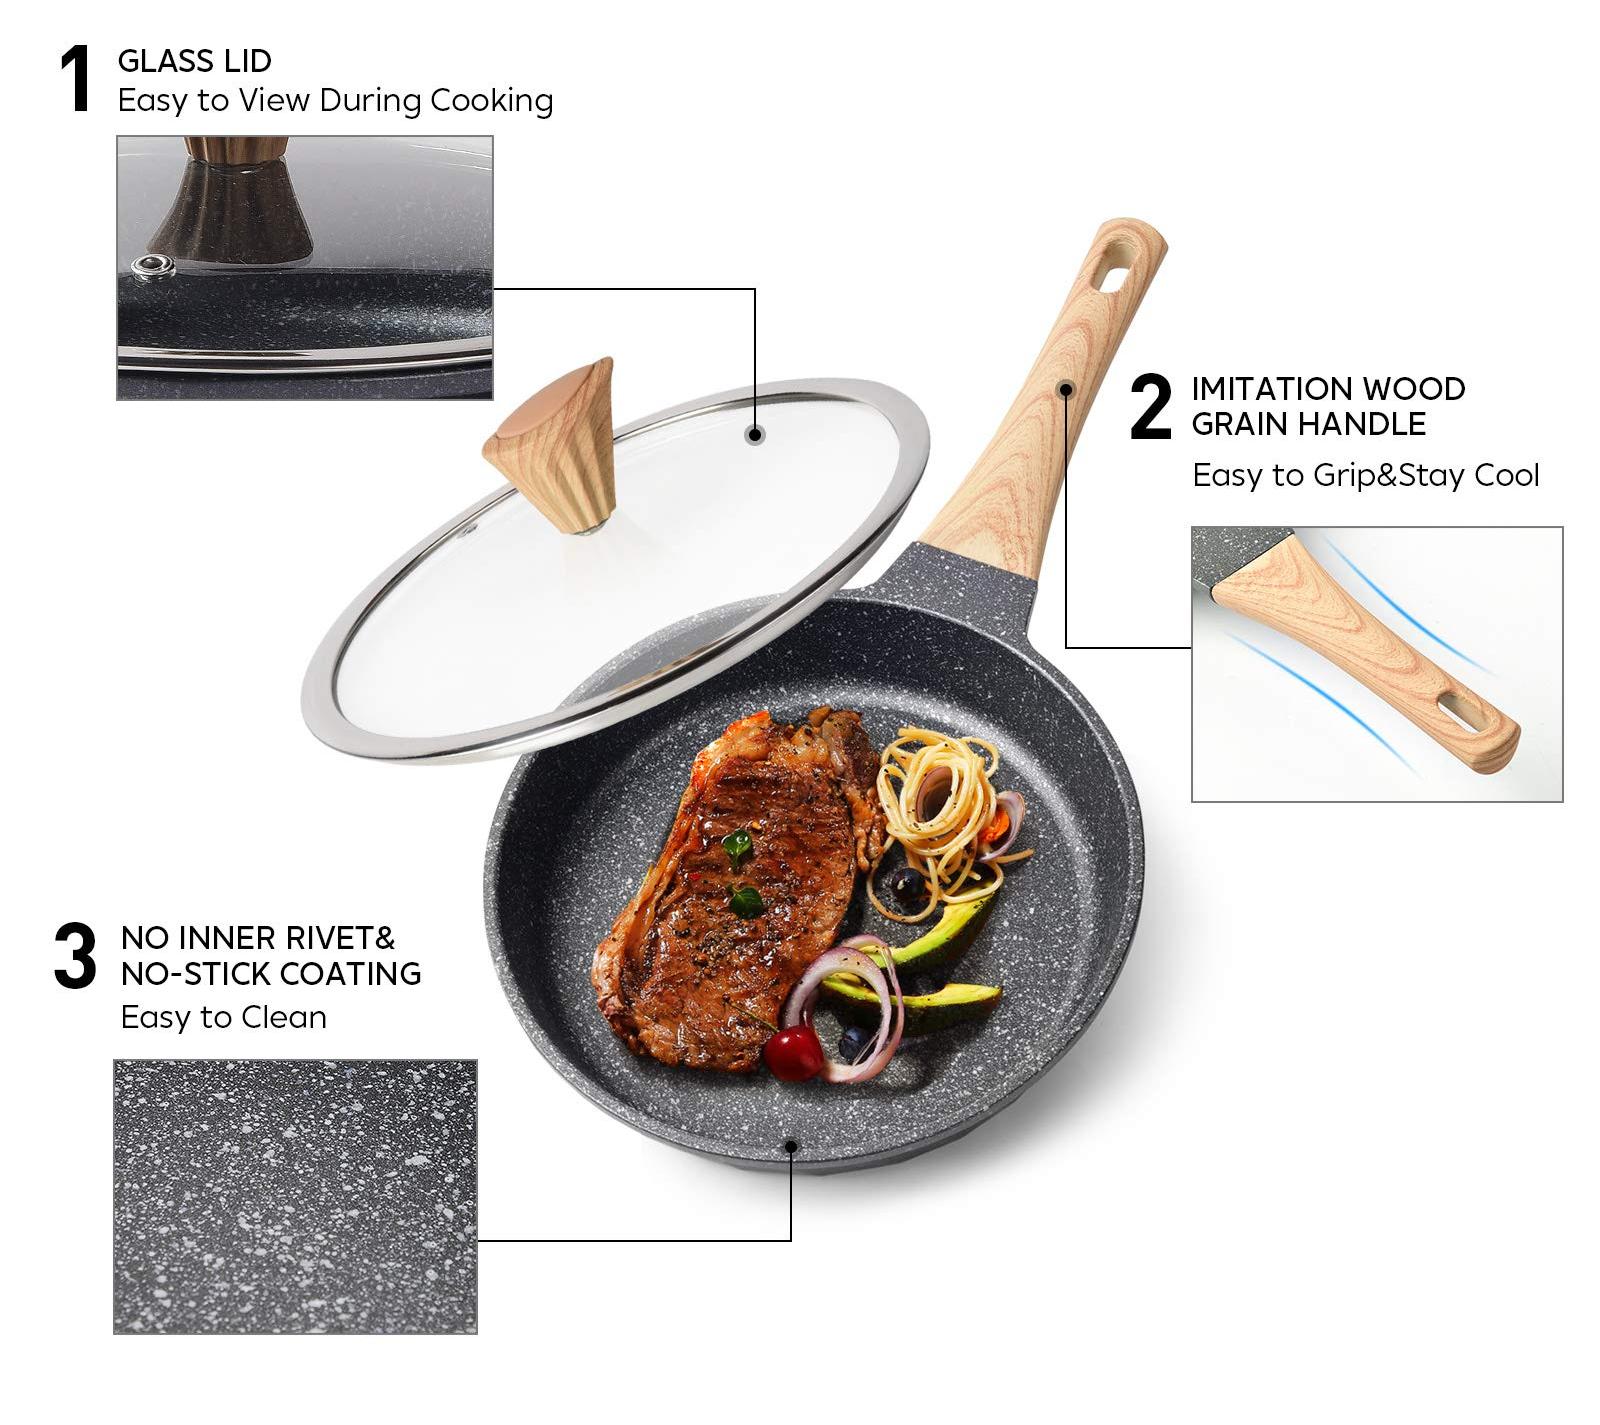 1
GLASS LID
Easy to View During Cooking
2
IMITATION WOOD
GRAIN HANDLE
Easy to Grip&Stay Cool
3
NO INNER RIVET&
NO-STICK COATING
Easy to Clean